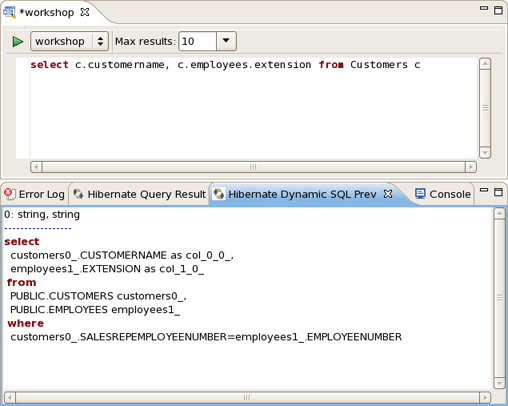 *workshop
workshop Max results: 10
select c.customername, c.employees.extension from Customers c
Error Log Hibernate Query Result Hibernate Dynamic SQL Prev Console
0: string, string
-----------------
select
customers0_.CUSTOMERNAME as col_0_0_,
employees1_.EXTENSION as col_1_0_
from
PUBLIC.CUSTOMERS customers0_,
PUBLIC.EMPLOYEES employees1_
where
customers0_.SALESREPEMPLOYEENUMBER=employees1_.EMPLOYEENUMBER